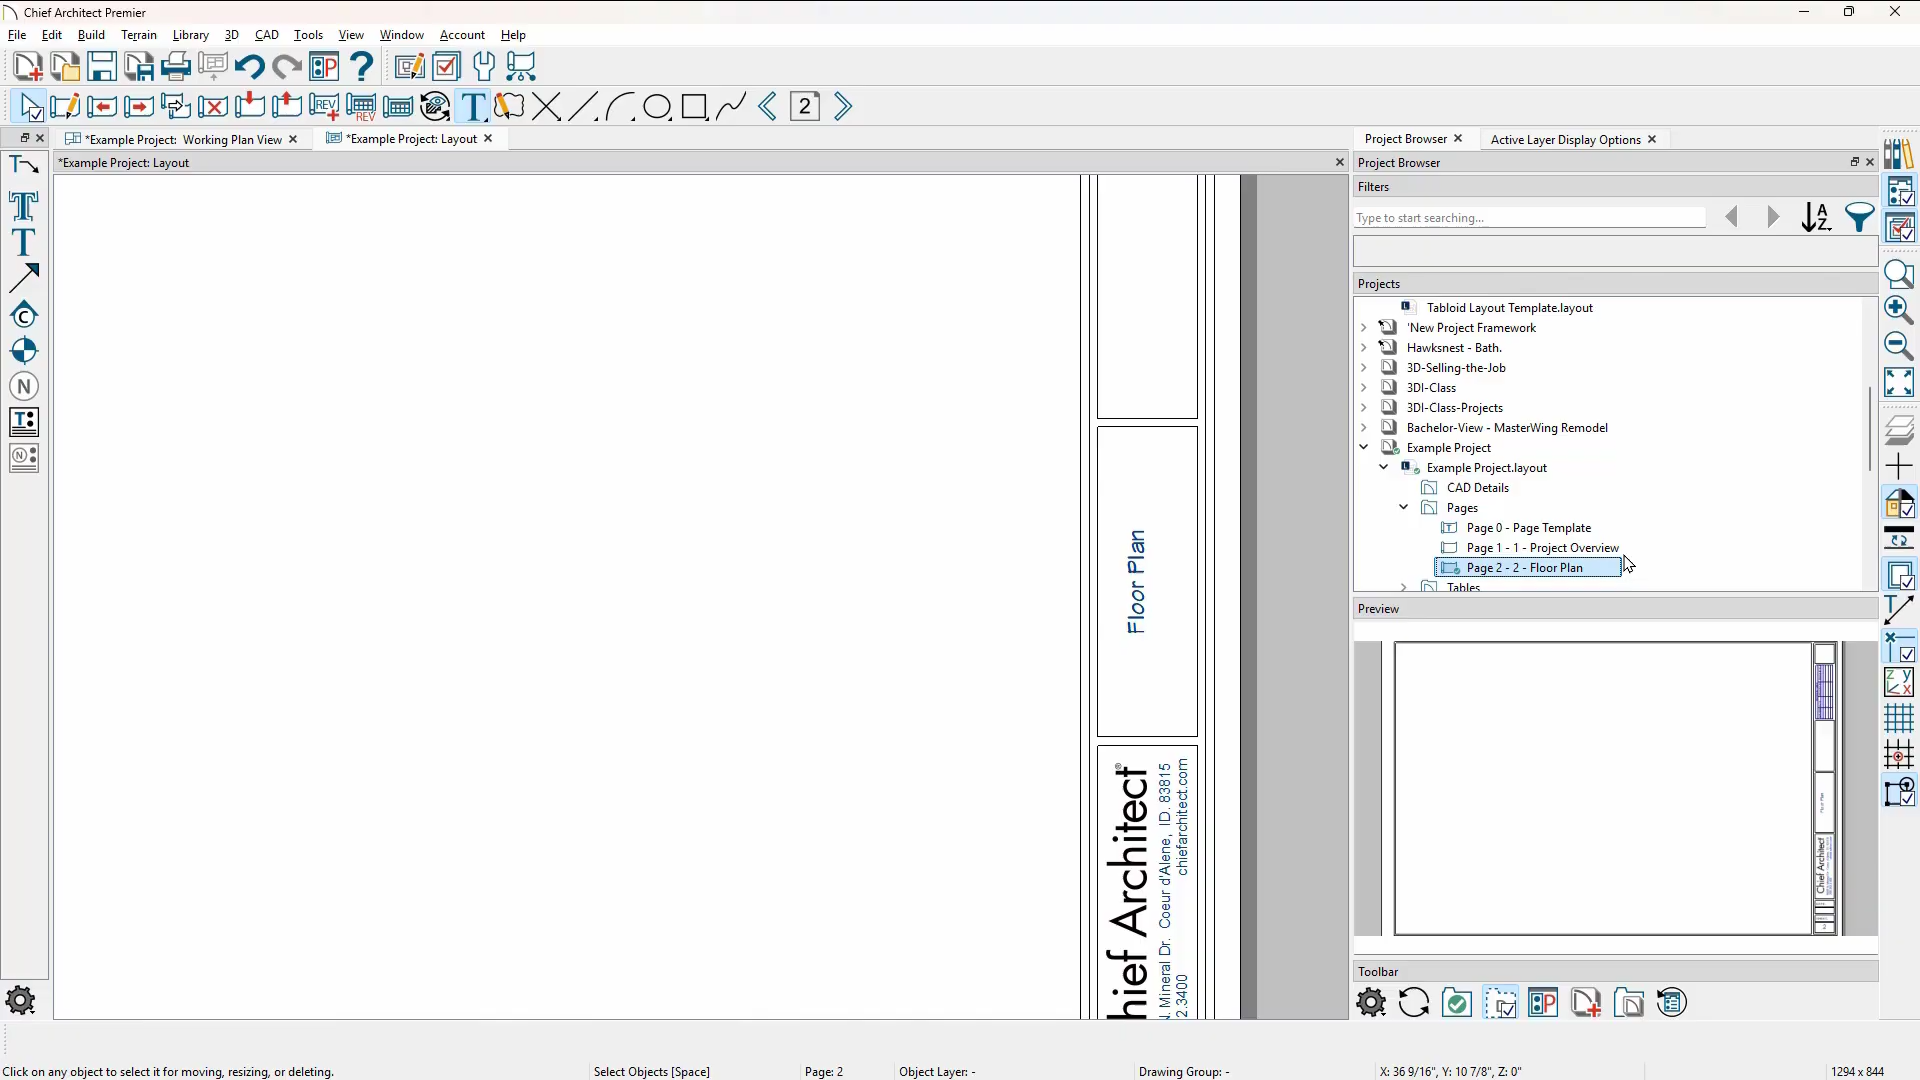 Chief Architect Premier
File Edit Build Terrain Library 3D CAD Tools View Window Account Help
REV REV 2
*Example Project: Working Plan View
*Example Project: Layout
Project Browser
Active Layer Display Options
*Example Project: Layout
Project Browser
Filters
Type to start searching...
A
Z
Projects
Tabloid Layout Template.layout
'New Project Framework
Hawksnest - Bath.
3D-Selling-the-Job
3DI-Class
3DI-Class-Projects
Bachelor-View - MasterWing Remodel
Example Project
Example Project.layout
CAD Details
Pages
Page 0 - Page Template
Page 1 - 1 - Project Overview
Page 2 - 2 - Floor Plan
Tables
Preview
Floor Plan
hief Architect®
N. Mineral Dr. Coeur d'Alene, ID. 83815
2.3400 chiefarchitect.com
Chief Architect
Toolbar
Click on any object to select it for moving, resizing, or deleting.
Select Objects [Space]
Page: 2
Object Layer: -
Drawing Group: -
X: 36 9/16", Y: 10 7/8", Z: 0"
1294 x 844